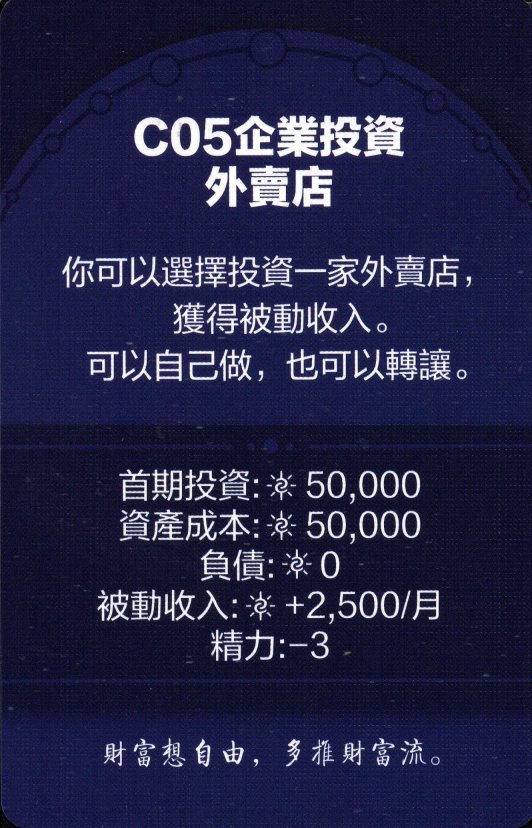 C05企業投資
外賣店
你可以選擇投資一家外賣店，
獲得被動收入。
可以自己做，也可以轉讓。
首期投資: 50,000
資產成本: 50,000
負債: 0
被動收入: +2,500/月
精力:−3
財富想自由，多推財富流。